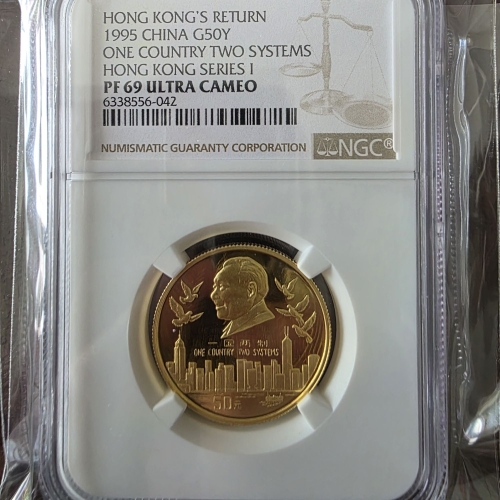 HONG KONG'S RETURN
1995 CHINA G50Y
ONE COUNTRY TWO SYSTEMS
HONG KONG SERIES I
PF 69 ULTRA CAMEO
6338556-042
NUMISMATIC GUARANTY CORPORATION
NGC®
一国两制
ONE COUNTRY TWO SYSTEMS
50元